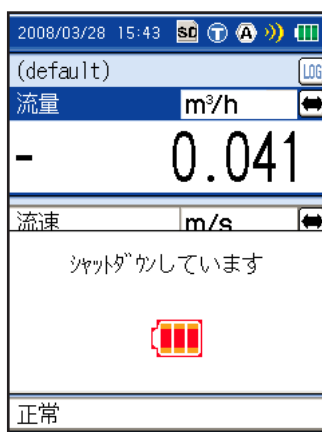 2008/03/28 15:43 SD T A
(default) LOG
流量 m³/h
- 0.041
流速 m/s
ｼｬｯﾄﾀﾞｳﾝしています
正常